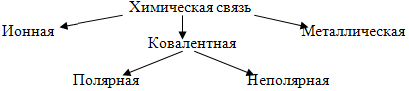 Химическая связь
Ионная
Ковалентная
Металлическая
Полярная
Неполярная